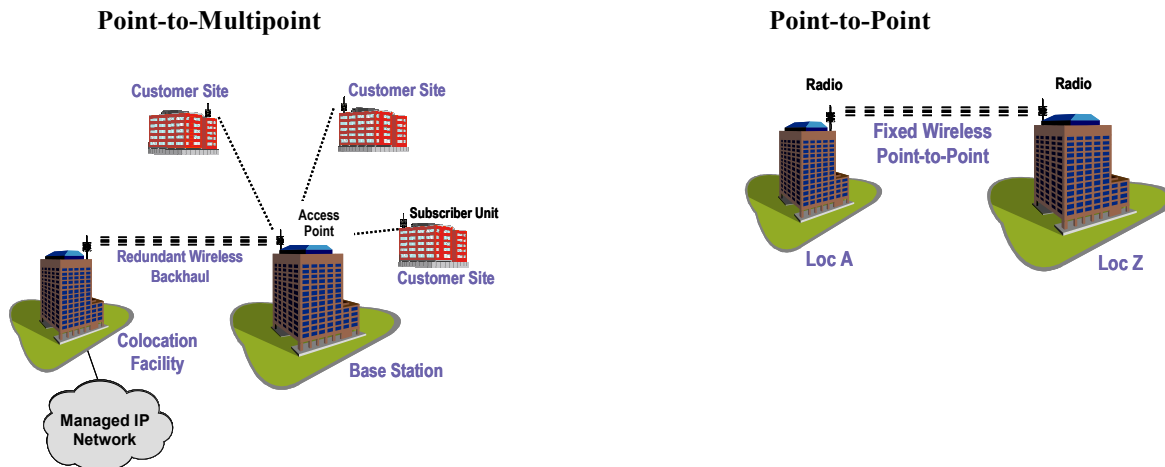 Point-to-Multipoint
Customer Site
Customer Site
Access
Point
Subscriber Unit
Customer Site
Redundant Wireless
Backhaul
Colocation
Facility
Base Station
Managed IP
Network
Point-to-Point
Radio
Radio
Fixed Wireless
Point-to-Point
Loc A
Loc Z